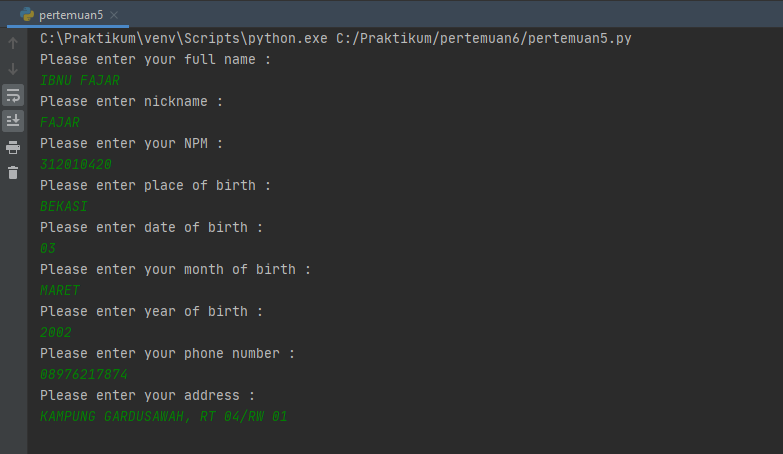 pertemuan5
C:\Praktikum\venv\Scripts\python.exe C:/Praktikum/pertemuan6/pertemuan5.py
Please enter your full name :
IBNU FAJAR
Please enter nickname :
FAJAR
Please enter your NPM :
312010420
Please enter place of birth :
BEKASI
Please enter date of birth :
03
Please enter your month of birth :
MARET
Please enter year of birth :
2002
Please enter your phone number :
08976217874
Please enter your address :
KAMPUNG GARDUSAWAH, RT 04/RW 01